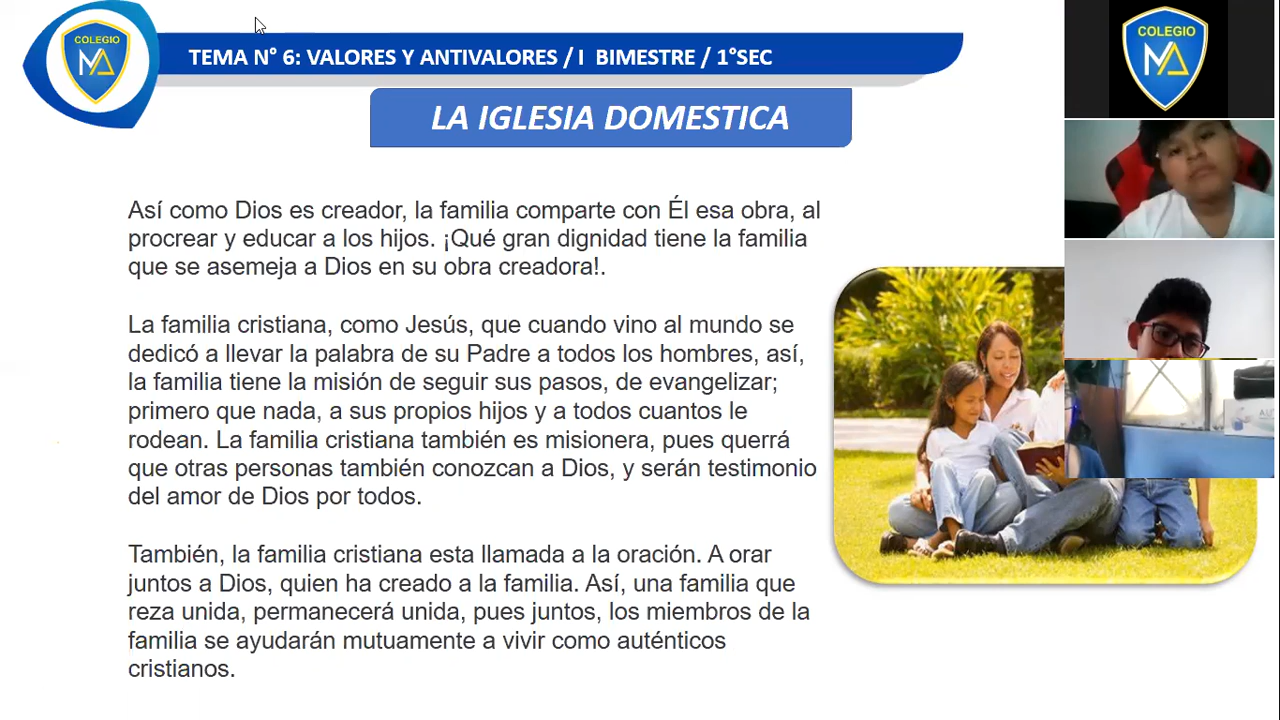 COLEGIO
MA
TEMA N° 6: VALORES Y ANTIVALORES / I BIMESTRE / 1°SEC
COLEGIO
MA
LA IGLESIA DOMESTICA
Así como Dios es creador, la familia comparte con Él esa obra, al
procrear y educar a los hijos. ¡Qué gran dignidad tiene la familia
que se asemeja a Dios en su obra creadora!.
La familia cristiana, como Jesús, que cuando vino al mundo se
dedicó a llevar la palabra de su Padre a todos los hombres, así,
la familia tiene la misión de seguir sus pasos, de evangelizar;
primero que nada, a sus propios hijos y a todos cuantos le
rodean. La familia cristiana también es misionera, pues querrá
que otras personas también conozcan a Dios, y serán testimonio
del amor de Dios por todos.
También, la familia cristiana esta llamada a la oración. A orar
juntos a Dios, quien ha creado a la familia. Así, una familia que
reza unida, permanecerá unida, pues juntos, los miembros de la
familia se ayudarán mutuamente a vivir como auténticos
cristianos.